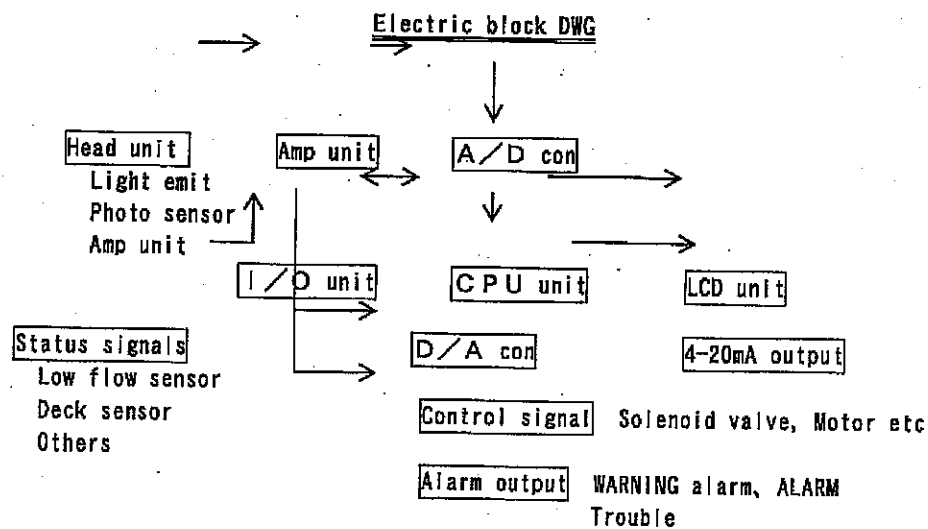 Electric block DWG
Head unit
Amp unit
A/D con
Light emit
Photo sensor
Amp unit
I/O unit
CPU unit
LCD unit
Status signals
D/A con
4-20mA output
Low flow sensor
Deck sensor
Others
Control signal Solenoid valve, Motor etc
Alarm output WARNING alarm, ALARM
Trouble